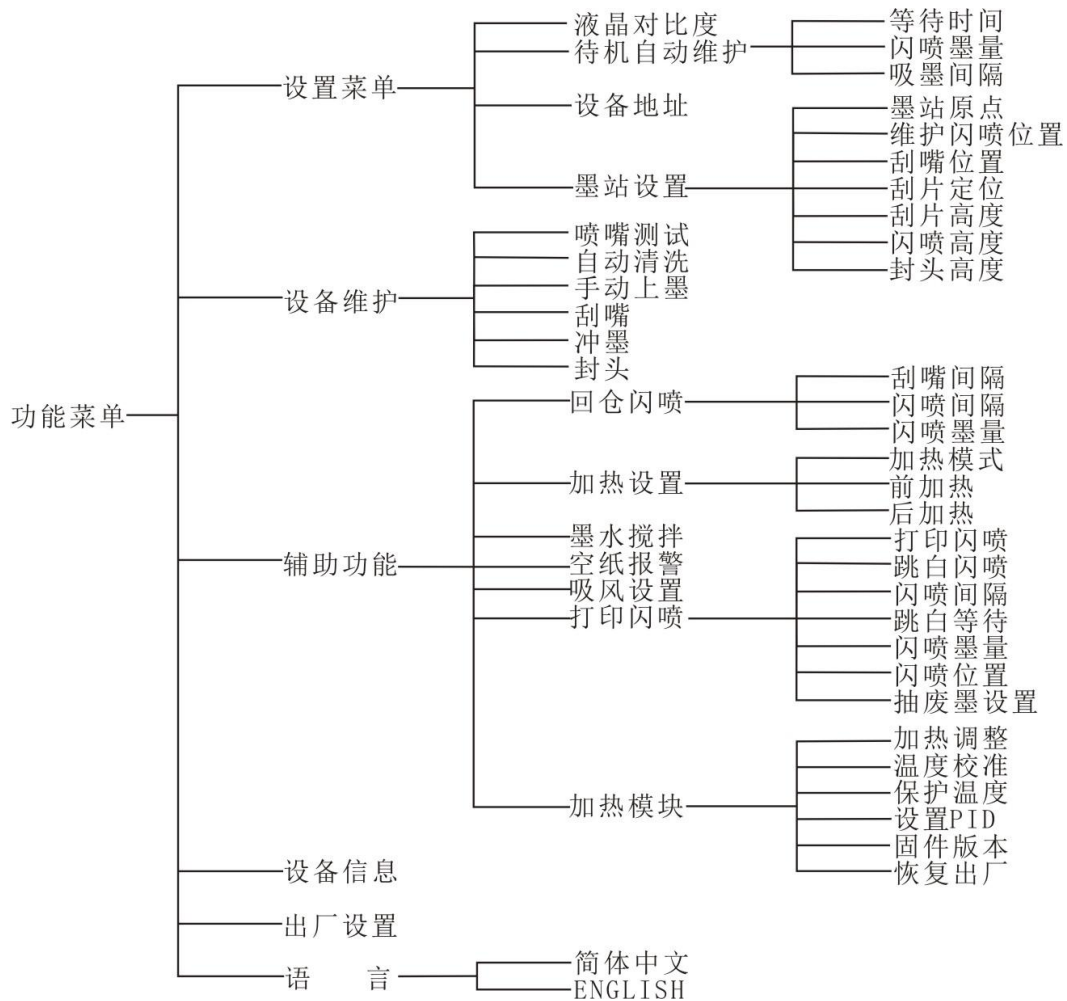 功能菜单
设置菜单
液晶对比度
待机自动维护
等待时间
闪喷墨量
吸墨间隔
设备地址
墨站设置
墨站原点
维护闪喷位置
刮嘴位置
刮片定位
刮片高度
闪喷高度
封头高度
设备维护
喷嘴测试
自动清洗
手动上墨
刮嘴
冲墨
封头
辅助功能
回仓闪喷
刮嘴间隔
闪喷间隔
闪喷墨量
加热设置
加热模式
前加热
后加热
墨水搅拌
空纸报警
吸风设置
打印闪喷
打印闪喷
跳白闪喷
闪喷间隔
跳白等待
闪喷墨量
闪喷位置
抽废墨设置
加热模块
加热调整
温度校准
保护温度
设置PID
固件版本
恢复出厂
设备信息
出厂设置
语 言
简体中文
ENGLISH